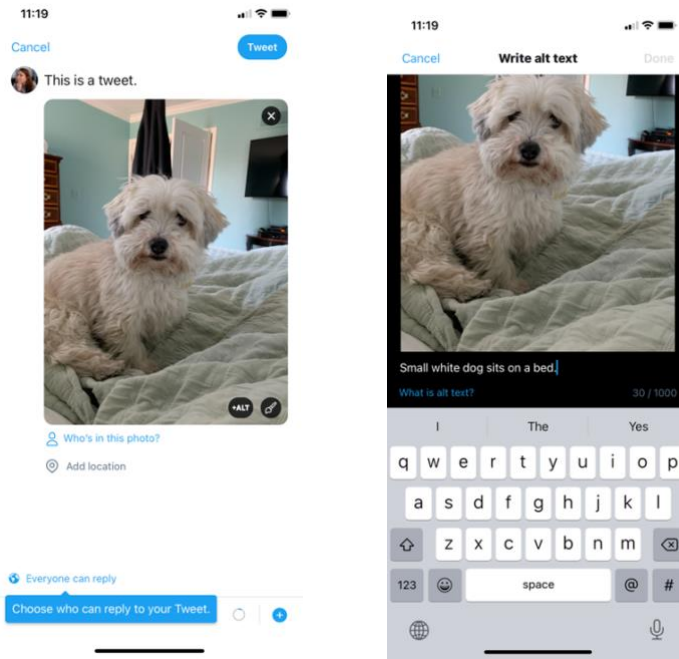 11:19
Cancel
Tweet
This is a tweet.
+ALT
Who's in this photo?
Add location
Everyone can reply
Choose who can reply to your Tweet.
11:19
Cancel Write alt text Done
Small white dog sits on a bed.
What is alt text? 30 / 1000
I The Yes
q w e r t y u i o p
a s d f g h j k l
z x c v b n m
123 space @ #